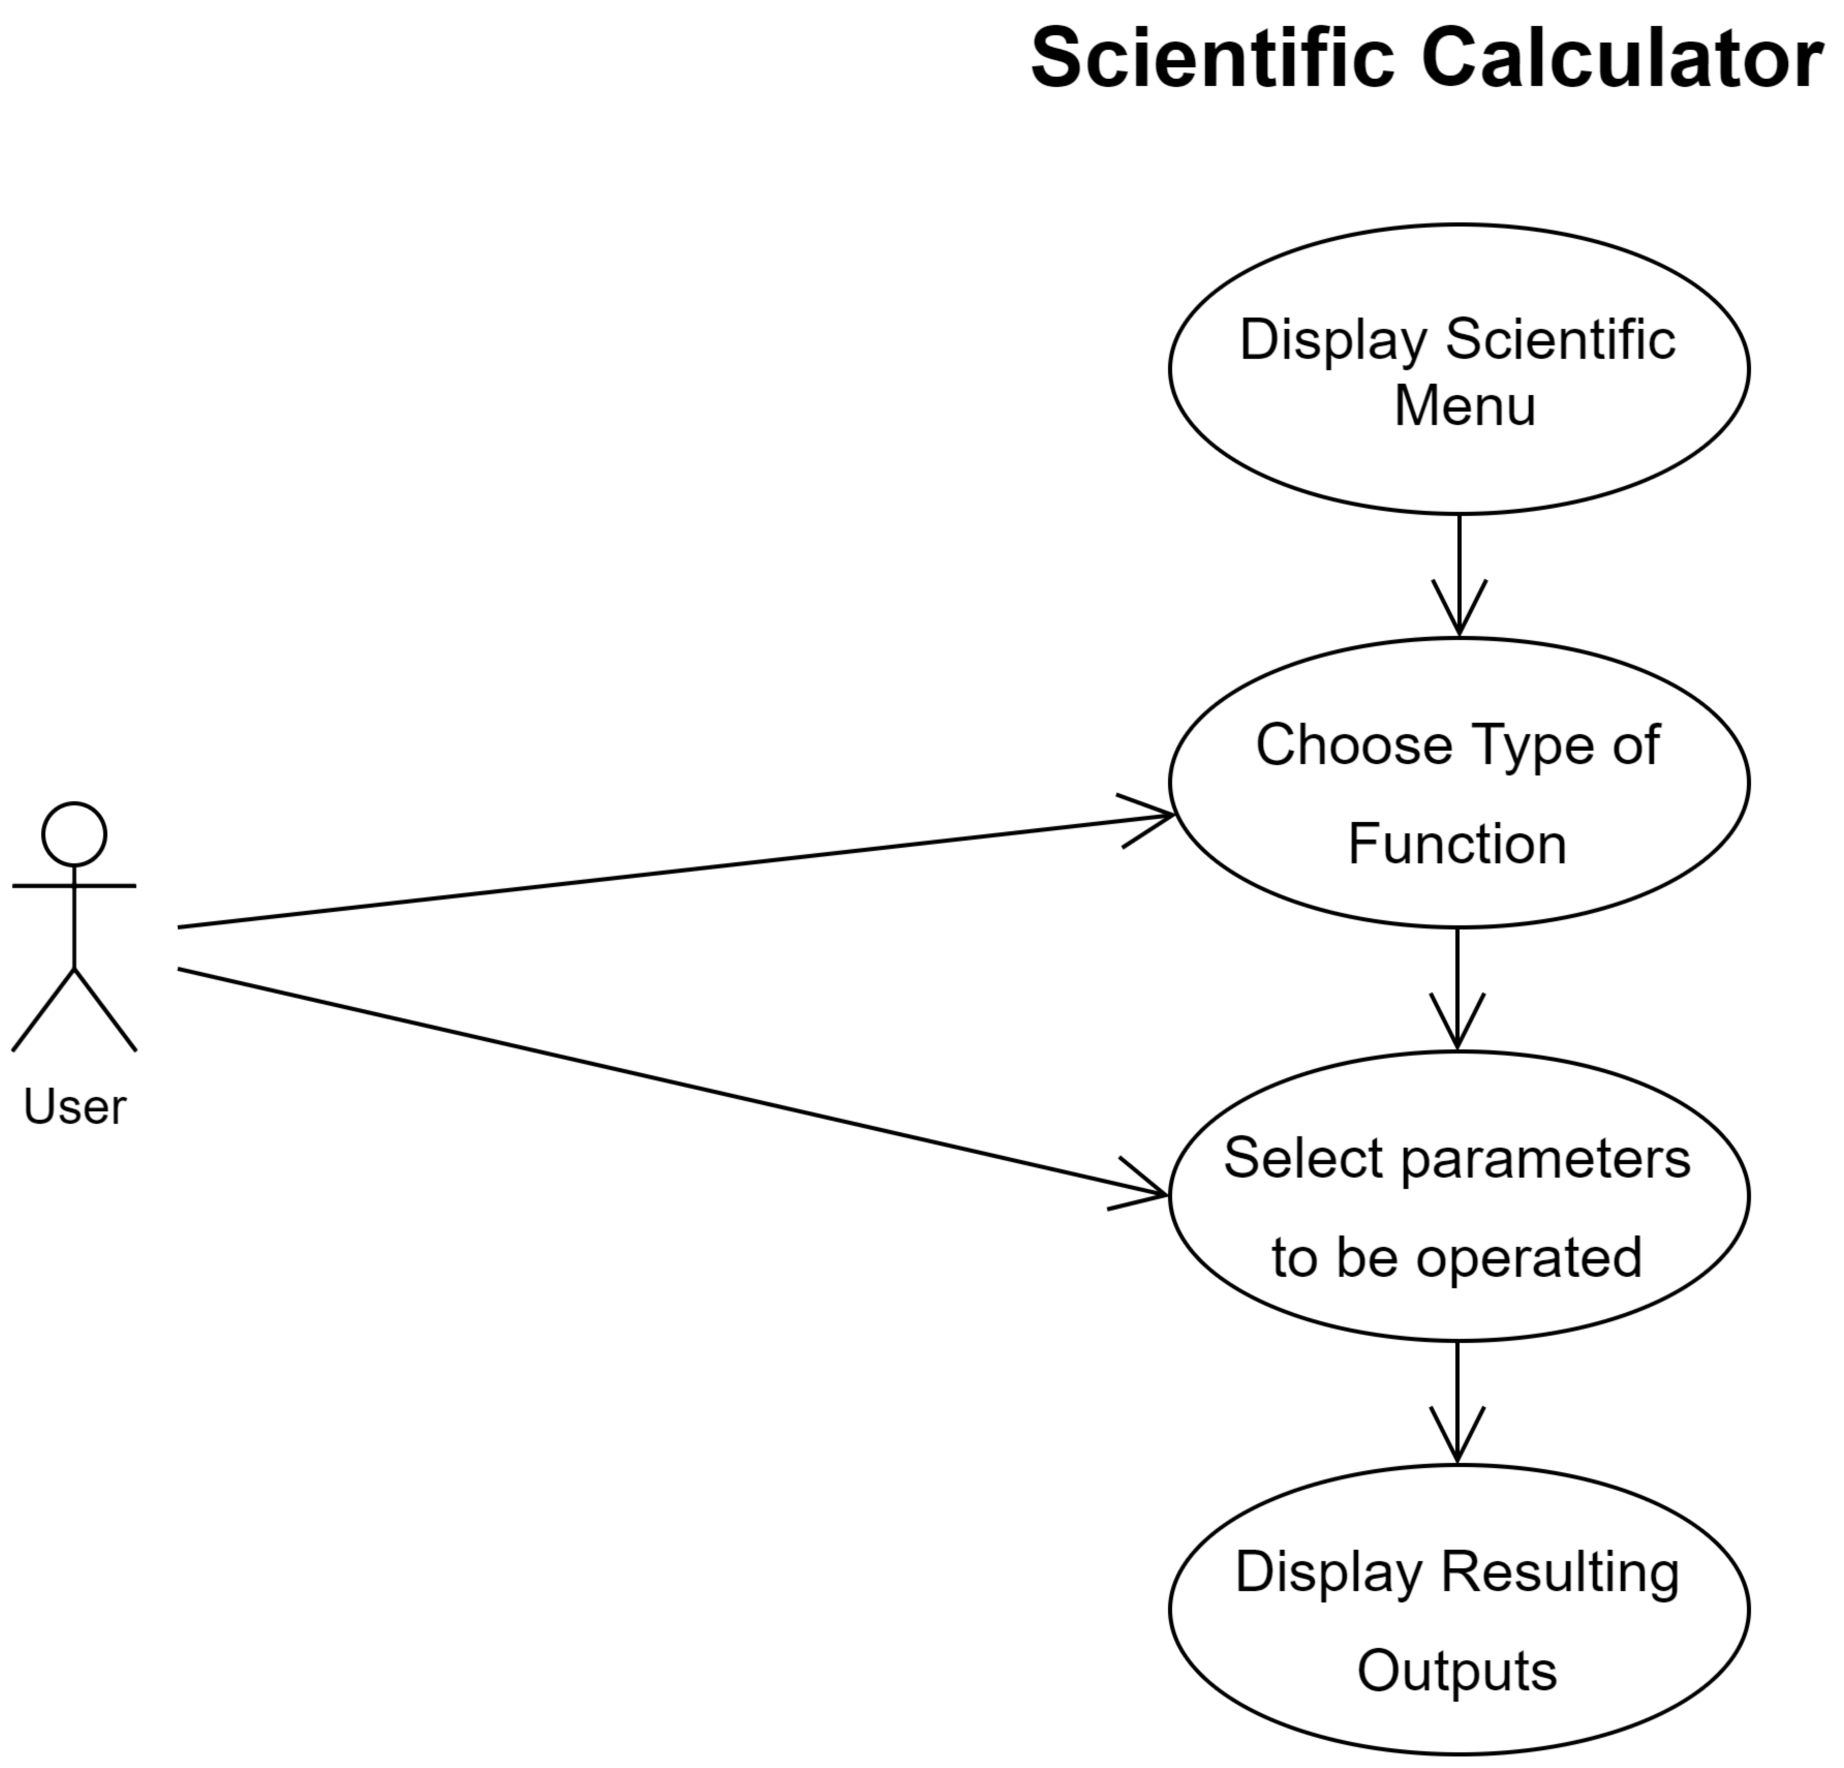 Scientific Calculator
Display Scientific
Menu
Choose Type of
Function
User
Select parameters
to be operated
Display Resulting
Outputs